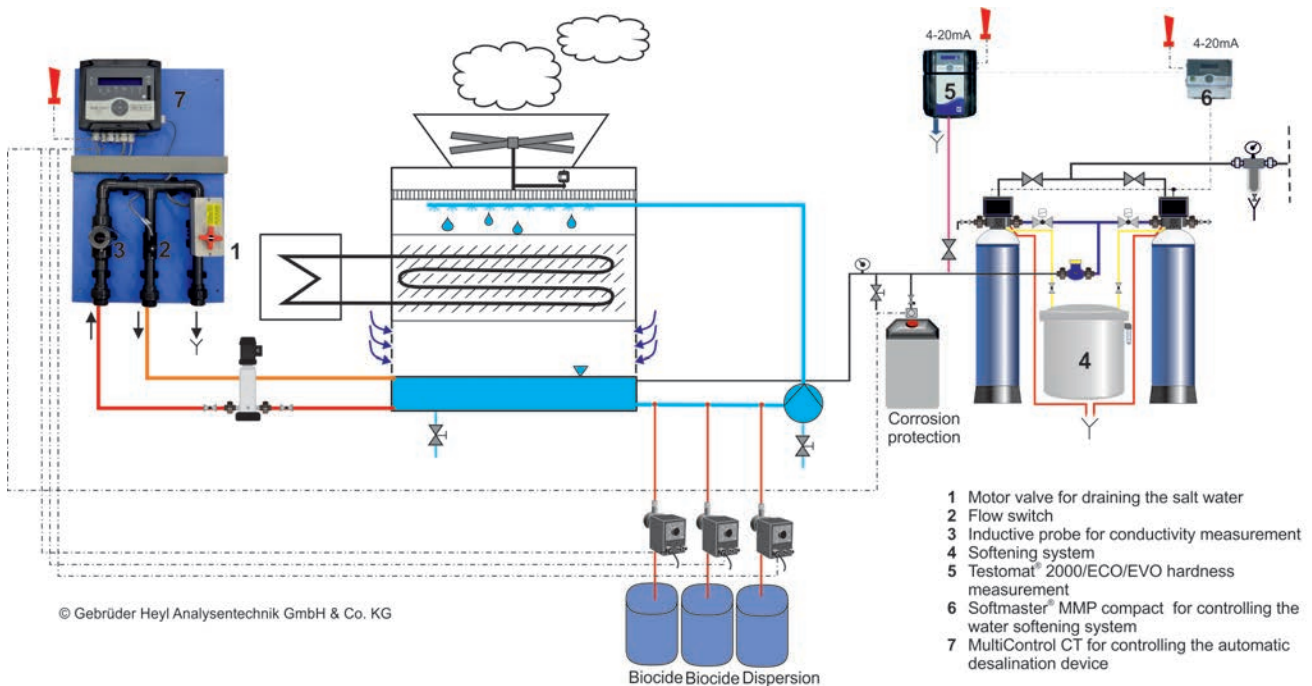 4-20mA
4-20mA
7
5
6
3
2
1
4
Corrosion
protection
1 Motor valve for draining the salt water
2 Flow switch
3 Inductive probe for conductivity measurement
4 Softening system
5 Testomat® 2000/ECO/EVO hardness
measurement
6 Softmaster® MMP compact for controlling the
water softening system
7 MultiControl CT for controlling the automatic
desalination device
© Gebrüder Heyl Analysentechnik GmbH & Co. KG
Biocide Biocide Dispersion